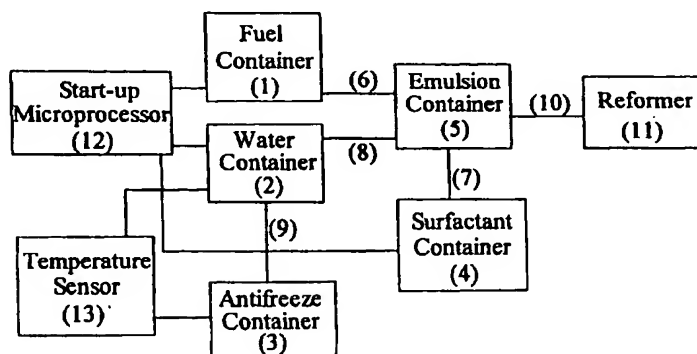 Fuel
Container
(1)
(6)
Emulsion
Container
(5)
(10)
Reformer
(11)
Start-up
Microprocessor
(12)
Water
Container
(2)
(8)
(7)
(9)
Surfactant
Container
(4)
Temperature
Sensor
(13)
Antifreeze
Container
(3)